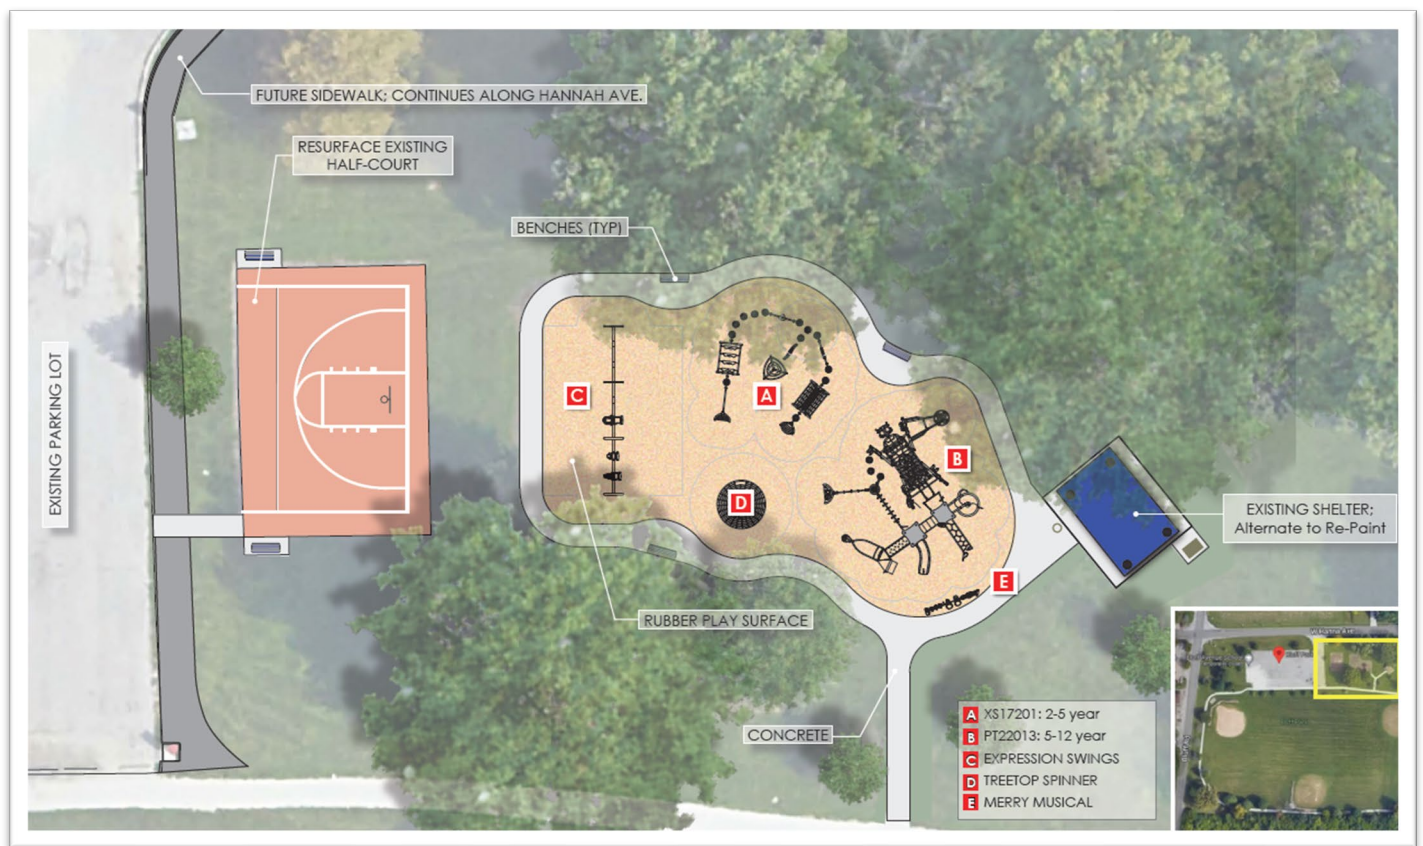 FUTURE SIDEWALK; CONTINUES ALONG HANNAH AVE.
RESURFACE EXISTING
HALF-COURT
BENCHES (TYP)
EXISTING PARKING LOT
C
A
B
D
E
EXISTING SHELTER;
Alternate to Re-Paint
RUBBER PLAY SURFACE
CONCRETE
A XS17201: 2-5 year
B PT22013: 5-12 year
C EXPRESSION SWINGS
D TREETOP SPINNER
E MERRY MUSICAL